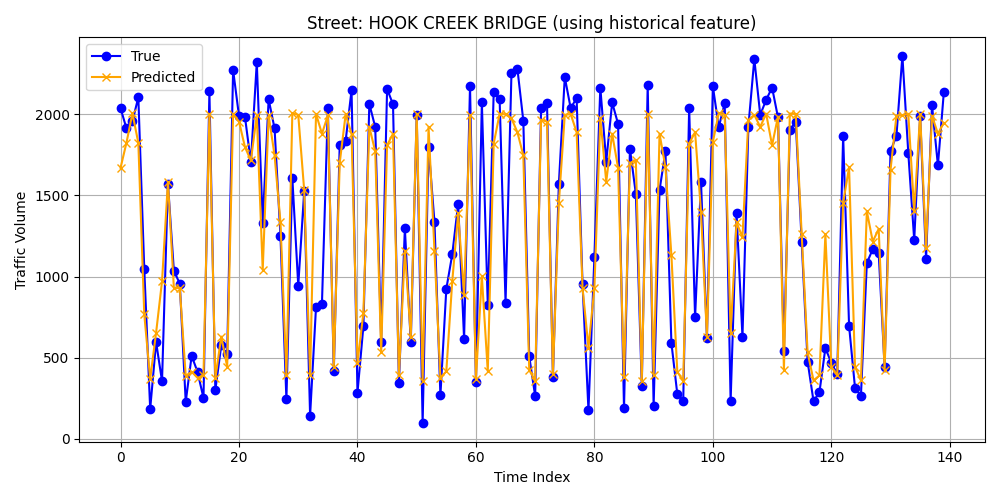 Street: HOOK CREEK BRIDGE (using historical feature)
True
Predicted
Traffic Volume
2000
1500
1000
500
0
0 20 40 60 80 100 120 140
Time Index